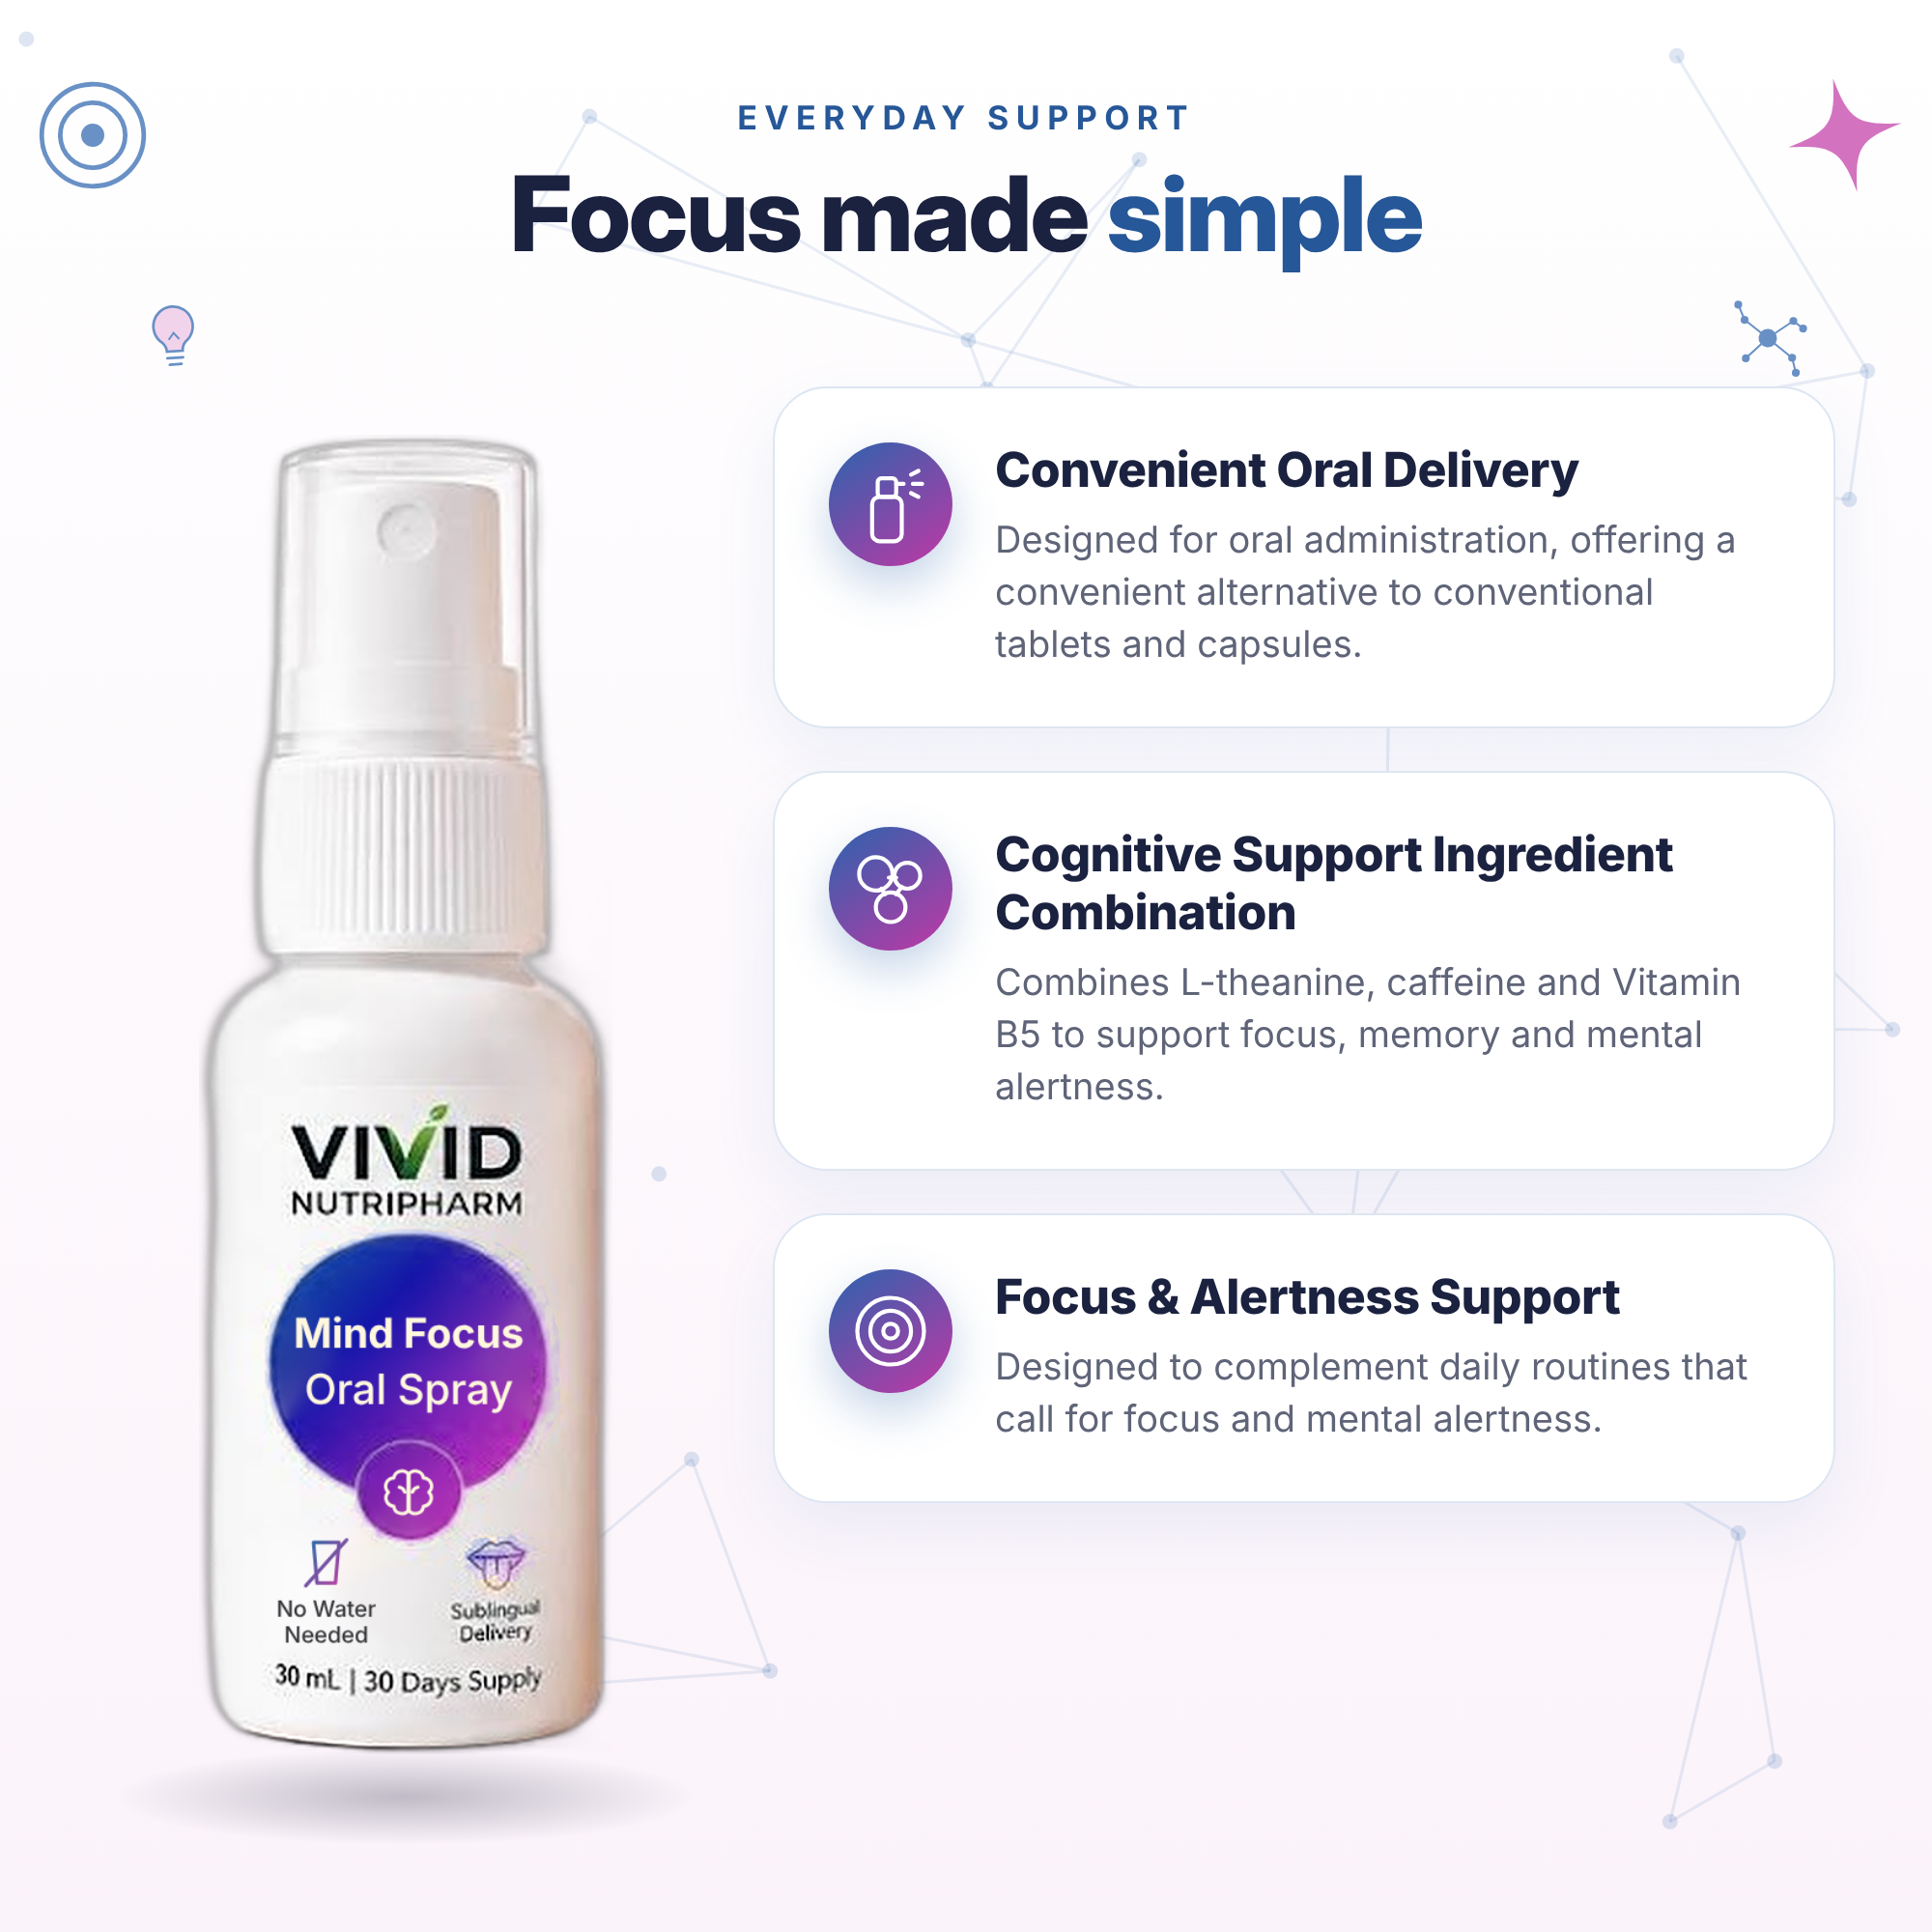 EVERYDAY SUPPORT
Focus made simple
Convenient Oral Delivery
Designed for oral administration, offering a
convenient alternative to conventional
tablets and capsules.
Cognitive Support Ingredient
Combination
Combines L-theanine, caffeine and Vitamin
B5 to support focus, memory and mental
alertness.
Focus & Alertness Support
Designed to complement daily routines that
call for focus and mental alertness.
VIVID
NUTRIPHARM
Mind Focus
Oral Spray
No Water
Needed
Sublingual
Delivery
30 mL | 30 Days Supply